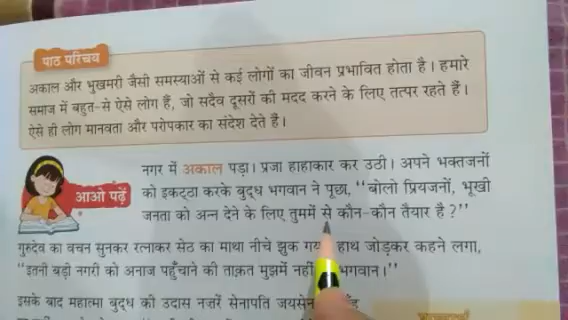 पाठ परिचय
अकाल और भुखमरी जैसी समस्याओं से कई लोगों का जीवन प्रभावित होता है। हमारे
समाज में बहुत-से ऐसे लोग हैं, जो सदैव दूसरों की मदद करने के लिए तत्पर रहते हैं।
ऐसे ही लोग मानवता और परोपकार का संदेश देते हैं।
आओ पढ़ें
नगर में अकाल पड़ा। प्रजा हाहाकार कर उठी। अपने भक्तजनों
को इकट्ठा करके बुद्ध भगवान ने पूछा, "बोलो प्रियजनों, भूखी
जनता को अन्न देने के लिए तुममें से कौन-कौन तैयार है?"
गुरुदेव का वचन सुनकर रत्नाकर सेठ का माथा नीचे झुक हाथ जोड़कर कहने लगा,
"इतनी बड़ी नगरी को अनाज पहुँचाने की ताक़त मुझमें नहीं भगवान।"
इसके बाद महात्मा बुद्ध की उदास नज़रें सेनापति